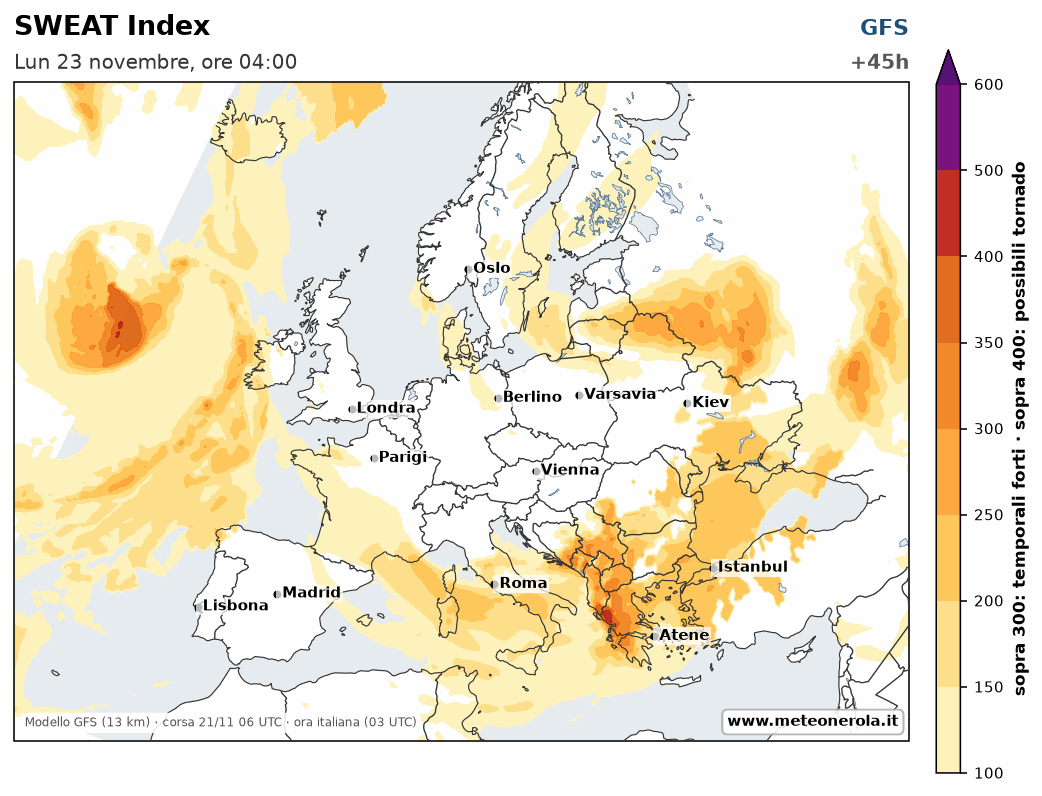 SWEAT Index
GFS
Lun 23 novembre, ore 04:00
+45h
600
500
400
350
300
250
200
150
100
sopra 300: temporali forti · sopra 400: possibili tornado
Oslo
Londra
Berlino
Varsavia
Kiev
Parigi
Vienna
Istanbul
Roma
Madrid
Lisbona
Atene
Modello GFS (13 km) · corsa 21/11 06 UTC · ora italiana (03 UTC)
www.meteonerola.it